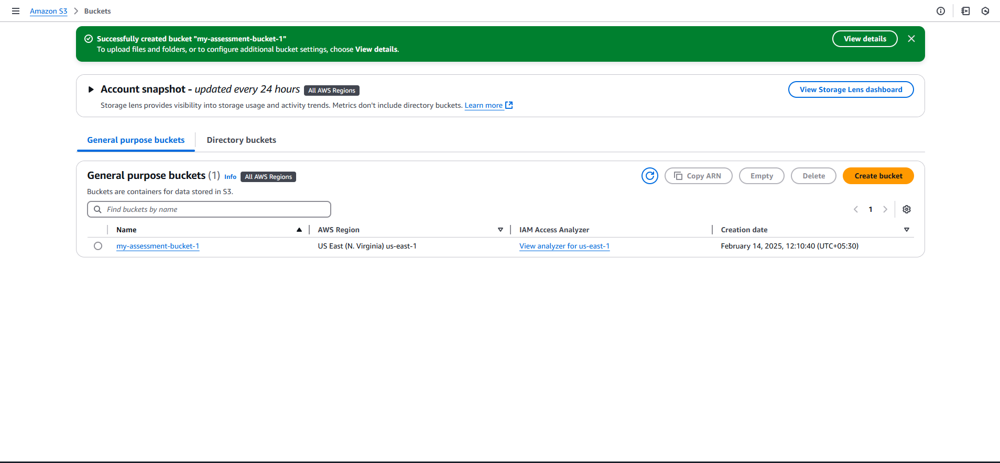 Amazon S3 > Buckets
Successfully created bucket "my-assessment-bucket-1"
To upload files and folders, or to configure additional bucket settings, choose View details.
View details
Account snapshot - updated every 24 hours All AWS Regions
Storage lens provides visibility into storage usage and activity trends. Metrics don't include directory buckets. Learn more
View Storage Lens dashboard
General purpose buckets Directory buckets
General purpose buckets (1) Info All AWS Regions
Copy ARN Empty Delete Create bucket
Buckets are containers for data stored in S3.
Find buckets by name
1
Name AWS Region IAM Access Analyzer Creation date
my-assessment-bucket-1 US East (N. Virginia) us-east-1 View analyzer for us-east-1 February 14, 2025, 12:10:40 (UTC+05:30)